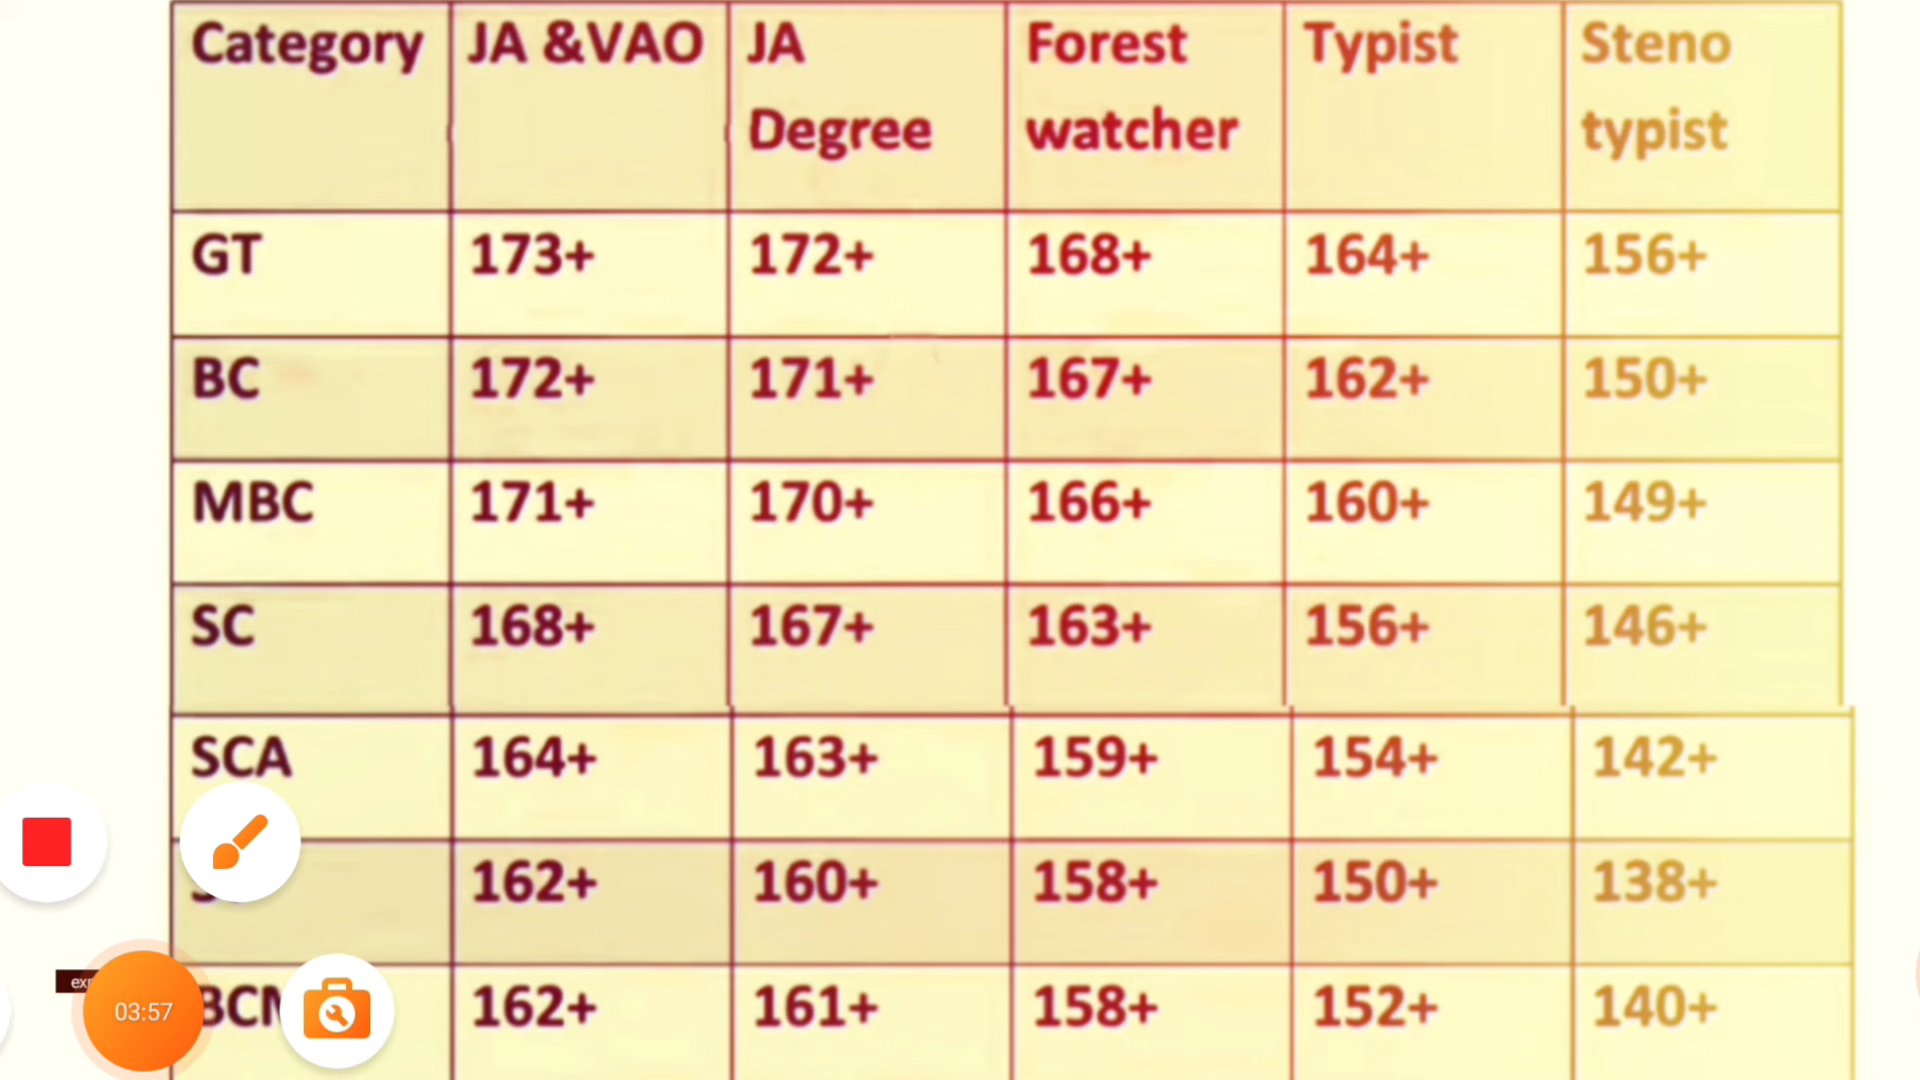 Category JA &VAO JA Degree Forest watcher Typist Steno typist
GT 173+ 172+ 168+ 164+ 156+
BC 172+ 171+ 167+ 162+ 150+
MBC 171+ 170+ 166+ 160+ 149+
SC 168+ 167+ 163+ 156+ 146+
SCA 164+ 163+ 159+ 154+ 142+
162+ 160+ 158+ 150+ 138+
162+ 161+ 158+ 152+ 140+
03:57